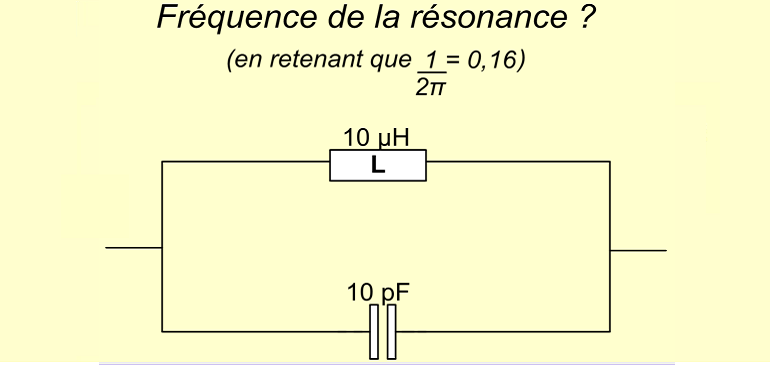 Fréquence de la résonance ?
(en retenant que 1 = 0,16)
2π
10 µH
L
10 pF